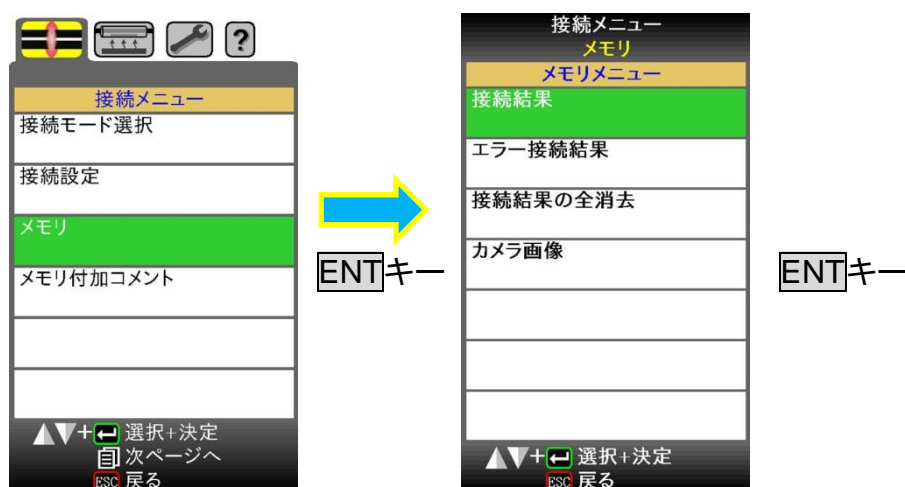 ?
接続メニュー
接続モード選択
接続設定
メモリ
メモリ付加コメント
+ 選択+決定
次ページへ
ESC 戻る
ENTキー
接続メニュー
メモリ
メモリメニュー
接続結果
エラー接続結果
接続結果の全消去
カメラ画像
+ 選択+決定
ESC 戻る
ENTキー